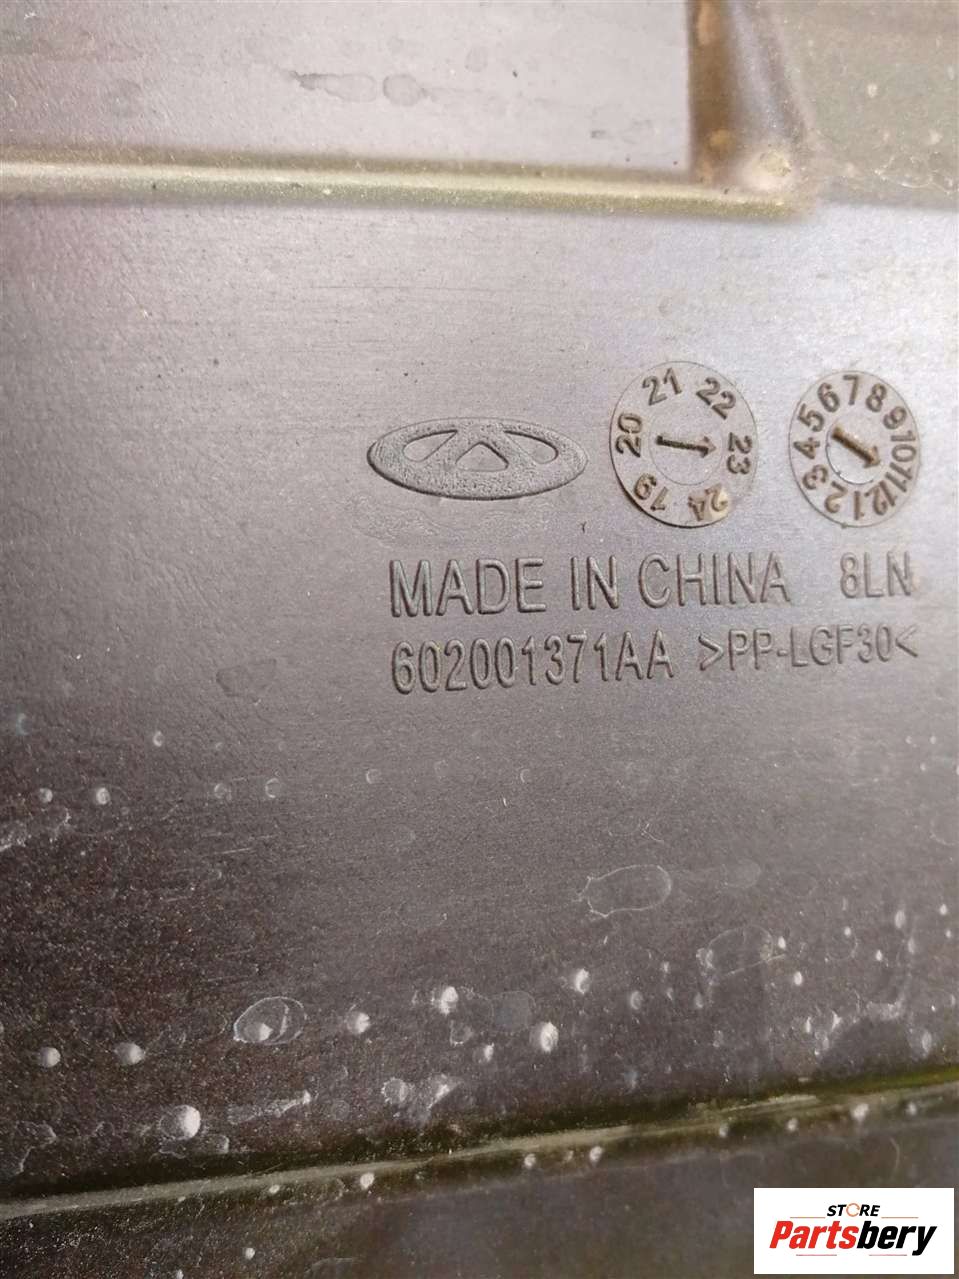 19 20 21 22 23 24
1 2 3 4 5 6 7 8 9 10 11 12
MADE IN CHINA 8LN
602001371AA >PP-LGF30<
STORE
Partsbery